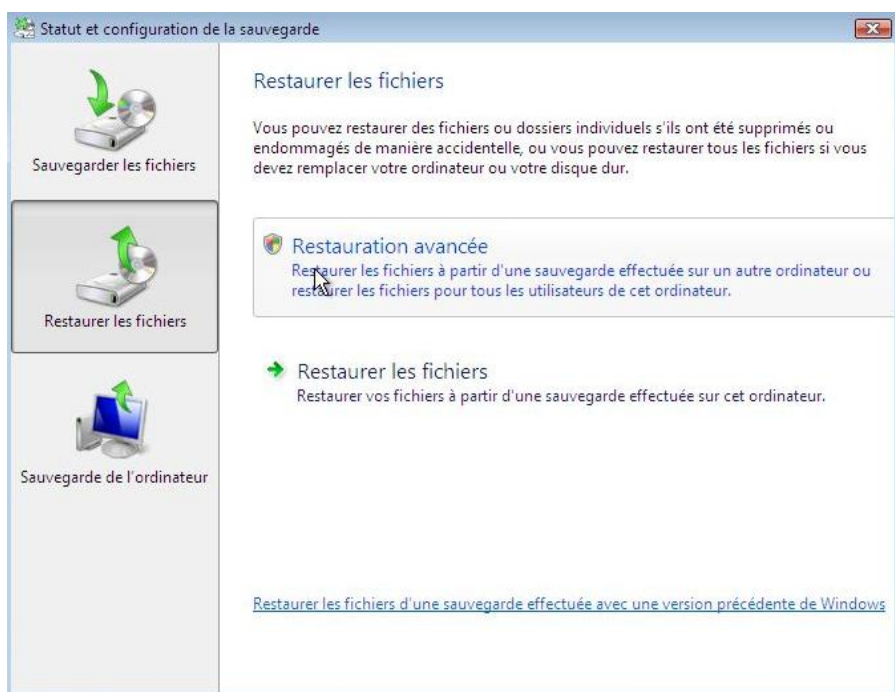 Statut et configuration de la sauvegarde
Sauvegarder les fichiers
Restaurer les fichiers
Sauvegarde de l'ordinateur
Restaurer les fichiers
Vous pouvez restaurer des fichiers ou dossiers individuels s'ils ont été supprimés ou
endommagés de manière accidentelle, ou vous pouvez restaurer tous les fichiers si vous
devez remplacer votre ordinateur ou votre disque dur.
Restauration avancée
Restaurer les fichiers à partir d'une sauvegarde effectuée sur un autre ordinateur ou
restaurer les fichiers pour tous les utilisateurs de cet ordinateur.
Restaurer les fichiers
Restaurer vos fichiers à partir d'une sauvegarde effectuée sur cet ordinateur.
Restaurer les fichiers d'une sauvegarde effectuée avec une version précédente de Windows